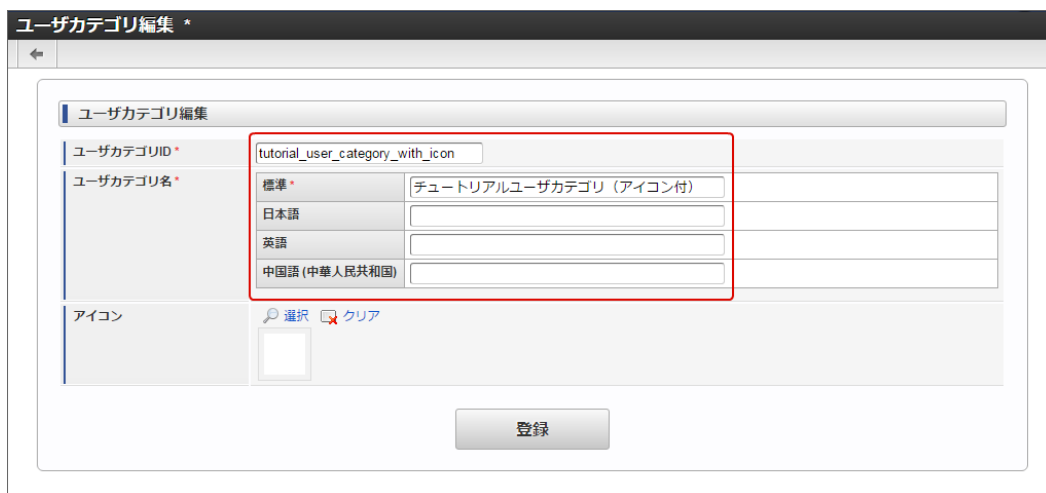 ユーザカテゴリ編集 *
ユーザカテゴリ編集
ユーザカテゴリID *
tutorial_user_category_with_icon
ユーザカテゴリ名 *
標準 *
チュートリアルユーザカテゴリ（アイコン付）
日本語
英語
中国語 (中華人民共和国)
アイコン
選択 クリア
登録